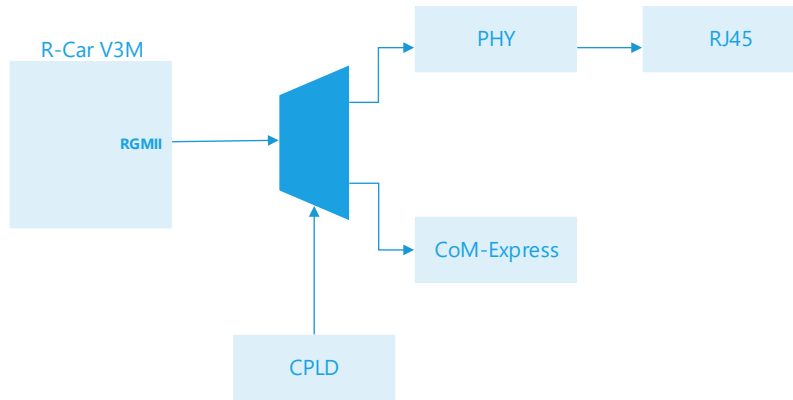 R-Car V3M
RGMII
PHY
RJ45
CoM-Express
CPLD